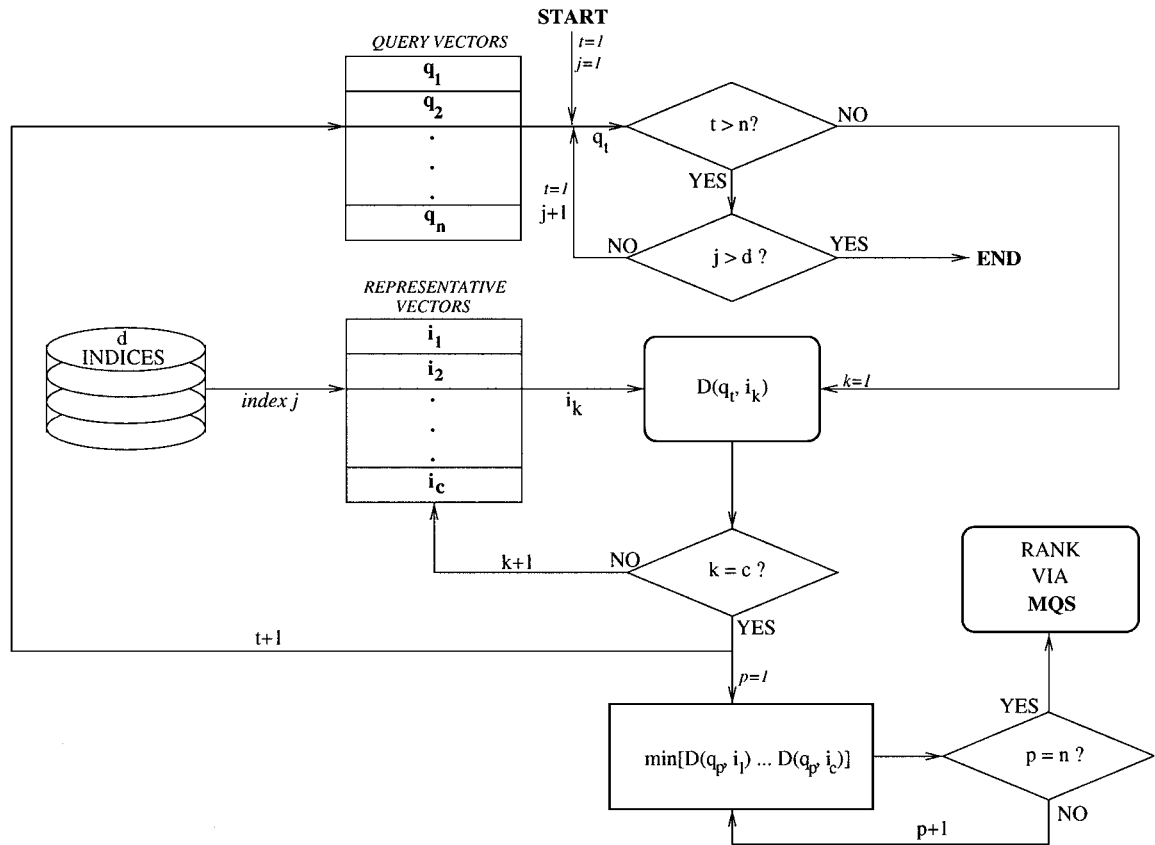 START
QUERY VECTORS
t=1
j=1
q1
q2
.
.
.
qn
qt
t > n?
NO
YES
t=1
j+1
NO
j > d ?
YES
END
REPRESENTATIVE
VECTORS
d
INDICES
index j
i1
i2
.
.
.
ic
ik
D(qt, ik)
k=1
k+1
NO
k = c ?
YES
RANK
VIA
MQS
t+1
p=1
min[D(qp, i1) ... D(qp, ic)]
YES
p = n ?
NO
p+1